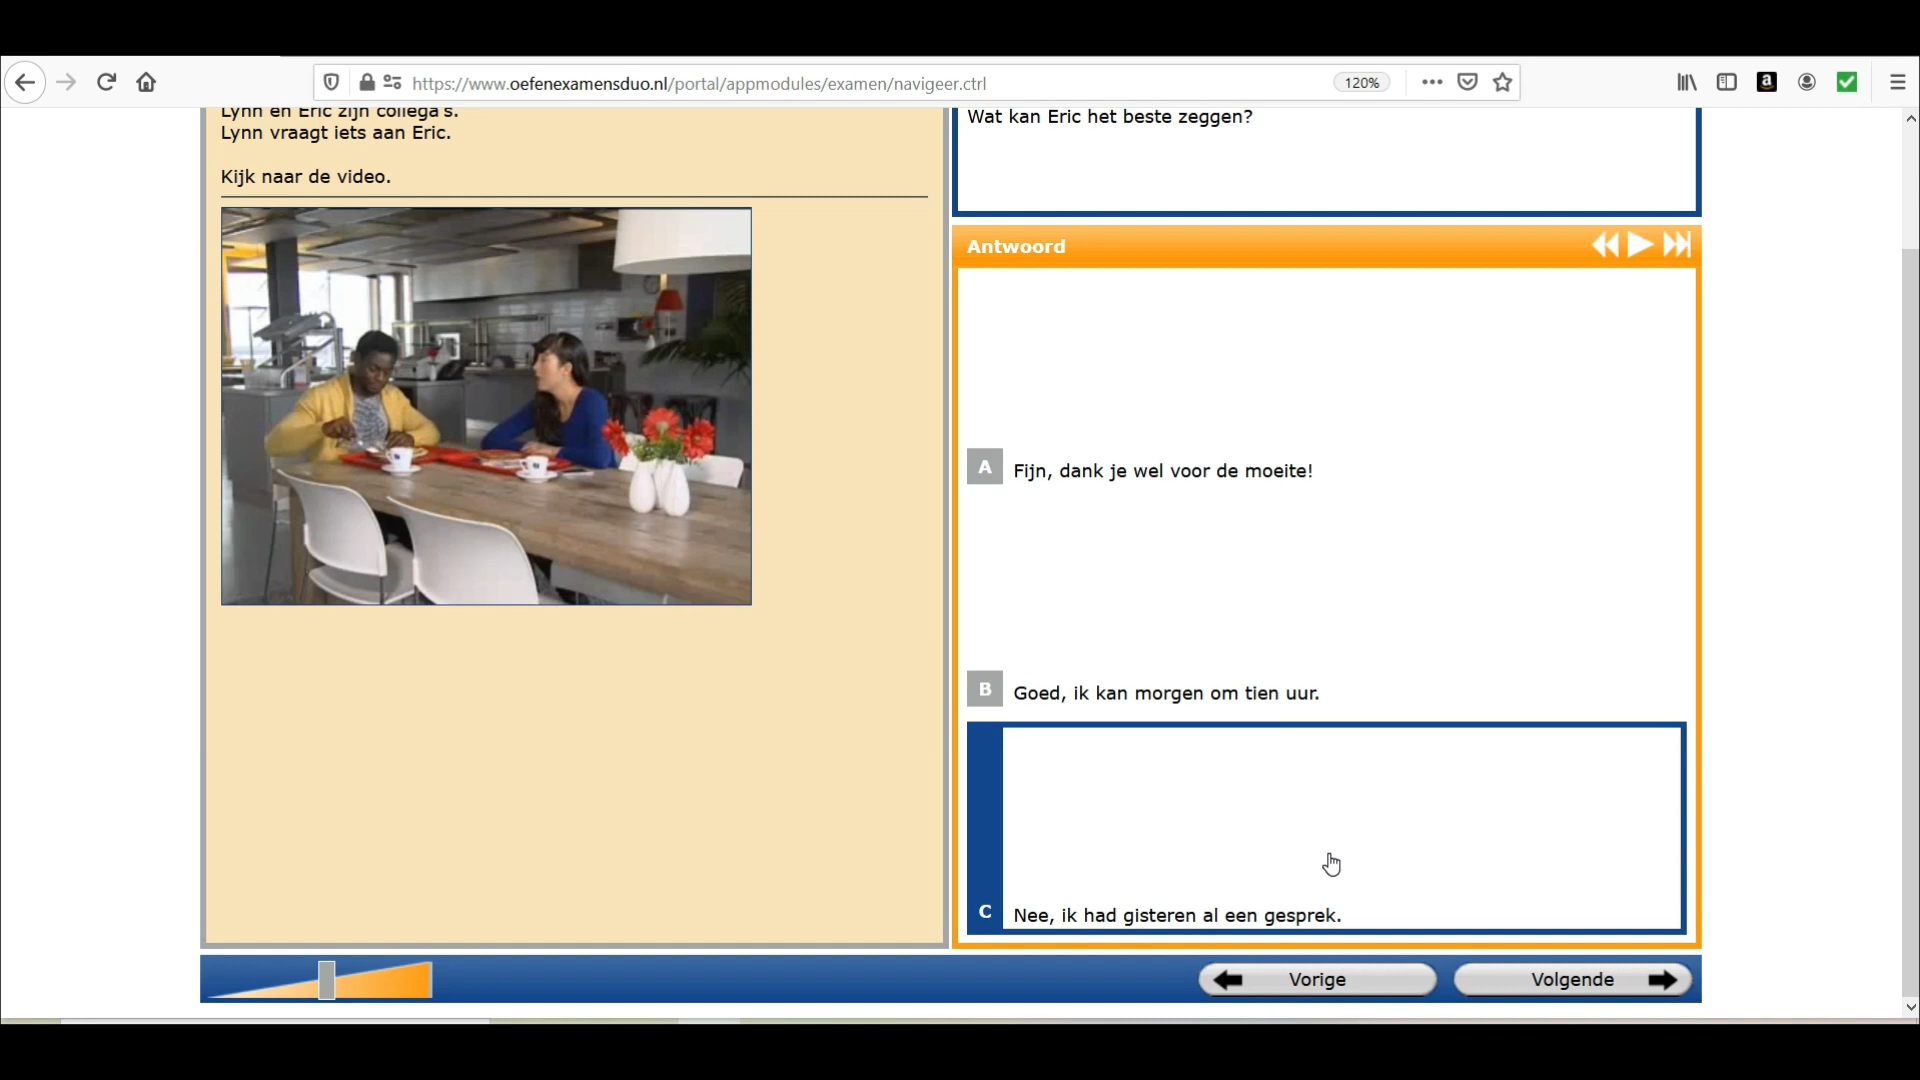 https://www.oefenexamensduo.nl/portal/appmodules/examen/navigeer.ctrl
120%
Lynn en Eric zijn collega's.
Lynn vraagt iets aan Eric.
Kijk naar de video.
Wat kan Eric het beste zeggen?
Antwoord
A Fijn, dank je wel voor de moeite!
B Goed, ik kan morgen om tien uur.
C Nee, ik had gisteren al een gesprek.
Vorige
Volgende